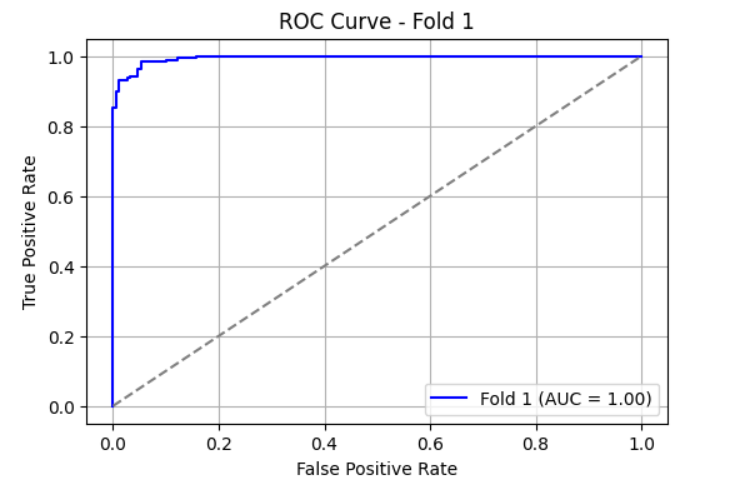 ROC Curve - Fold 1
True Positive Rate
1.0
0.8
0.6
0.4
0.2
0.0
Fold 1 (AUC = 1.00)
0.0 0.2 0.4 0.6 0.8 1.0
False Positive Rate